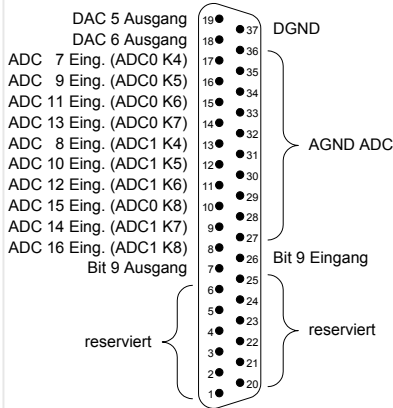 DAC 5 Ausgang 19 37 DGND
DAC 6 Ausgang 18 36
ADC 7 Eing. (ADC0 K4) 17 35
ADC 9 Eing. (ADC0 K5) 16 34
ADC 11 Eing. (ADC0 K6) 15 33
ADC 13 Eing. (ADC0 K7) 14 32
ADC 8 Eing. (ADC1 K4) 13 31 AGND ADC
ADC 10 Eing. (ADC1 K5) 12 30
ADC 12 Eing. (ADC1 K6) 11 29
ADC 15 Eing. (ADC0 K8) 10 28
ADC 14 Eing. (ADC1 K7) 9 27
ADC 16 Eing. (ADC1 K8) 8 26 Bit 9 Eingang
Bit 9 Ausgang 7 25
6 24
5 23
reserviert 4 22 reserviert
3 21
2 20
1